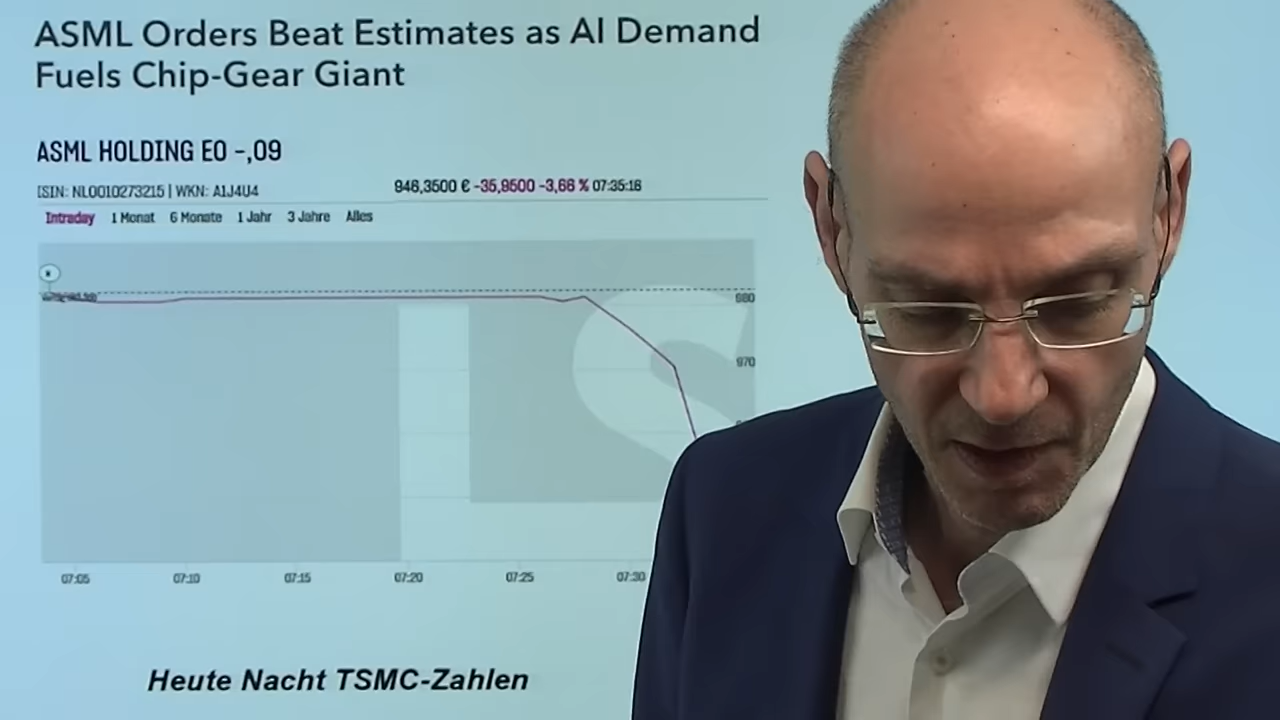 ASML Orders Beat Estimates as AI Demand
Fuels Chip-Gear Giant
ASML HOLDING EO -,09
ISIN: NL0010273215 | WKN: A1J4U4
946,3500 € -35,9500 -3,66 % 07:35:16
Intraday 1 Monat 6 Monate 1 Jahr 3 Jahre Alles
980
970
07:05 07:10 07:15 07:20 07:25 07:30
Heute Nacht TSMC-Zahlen